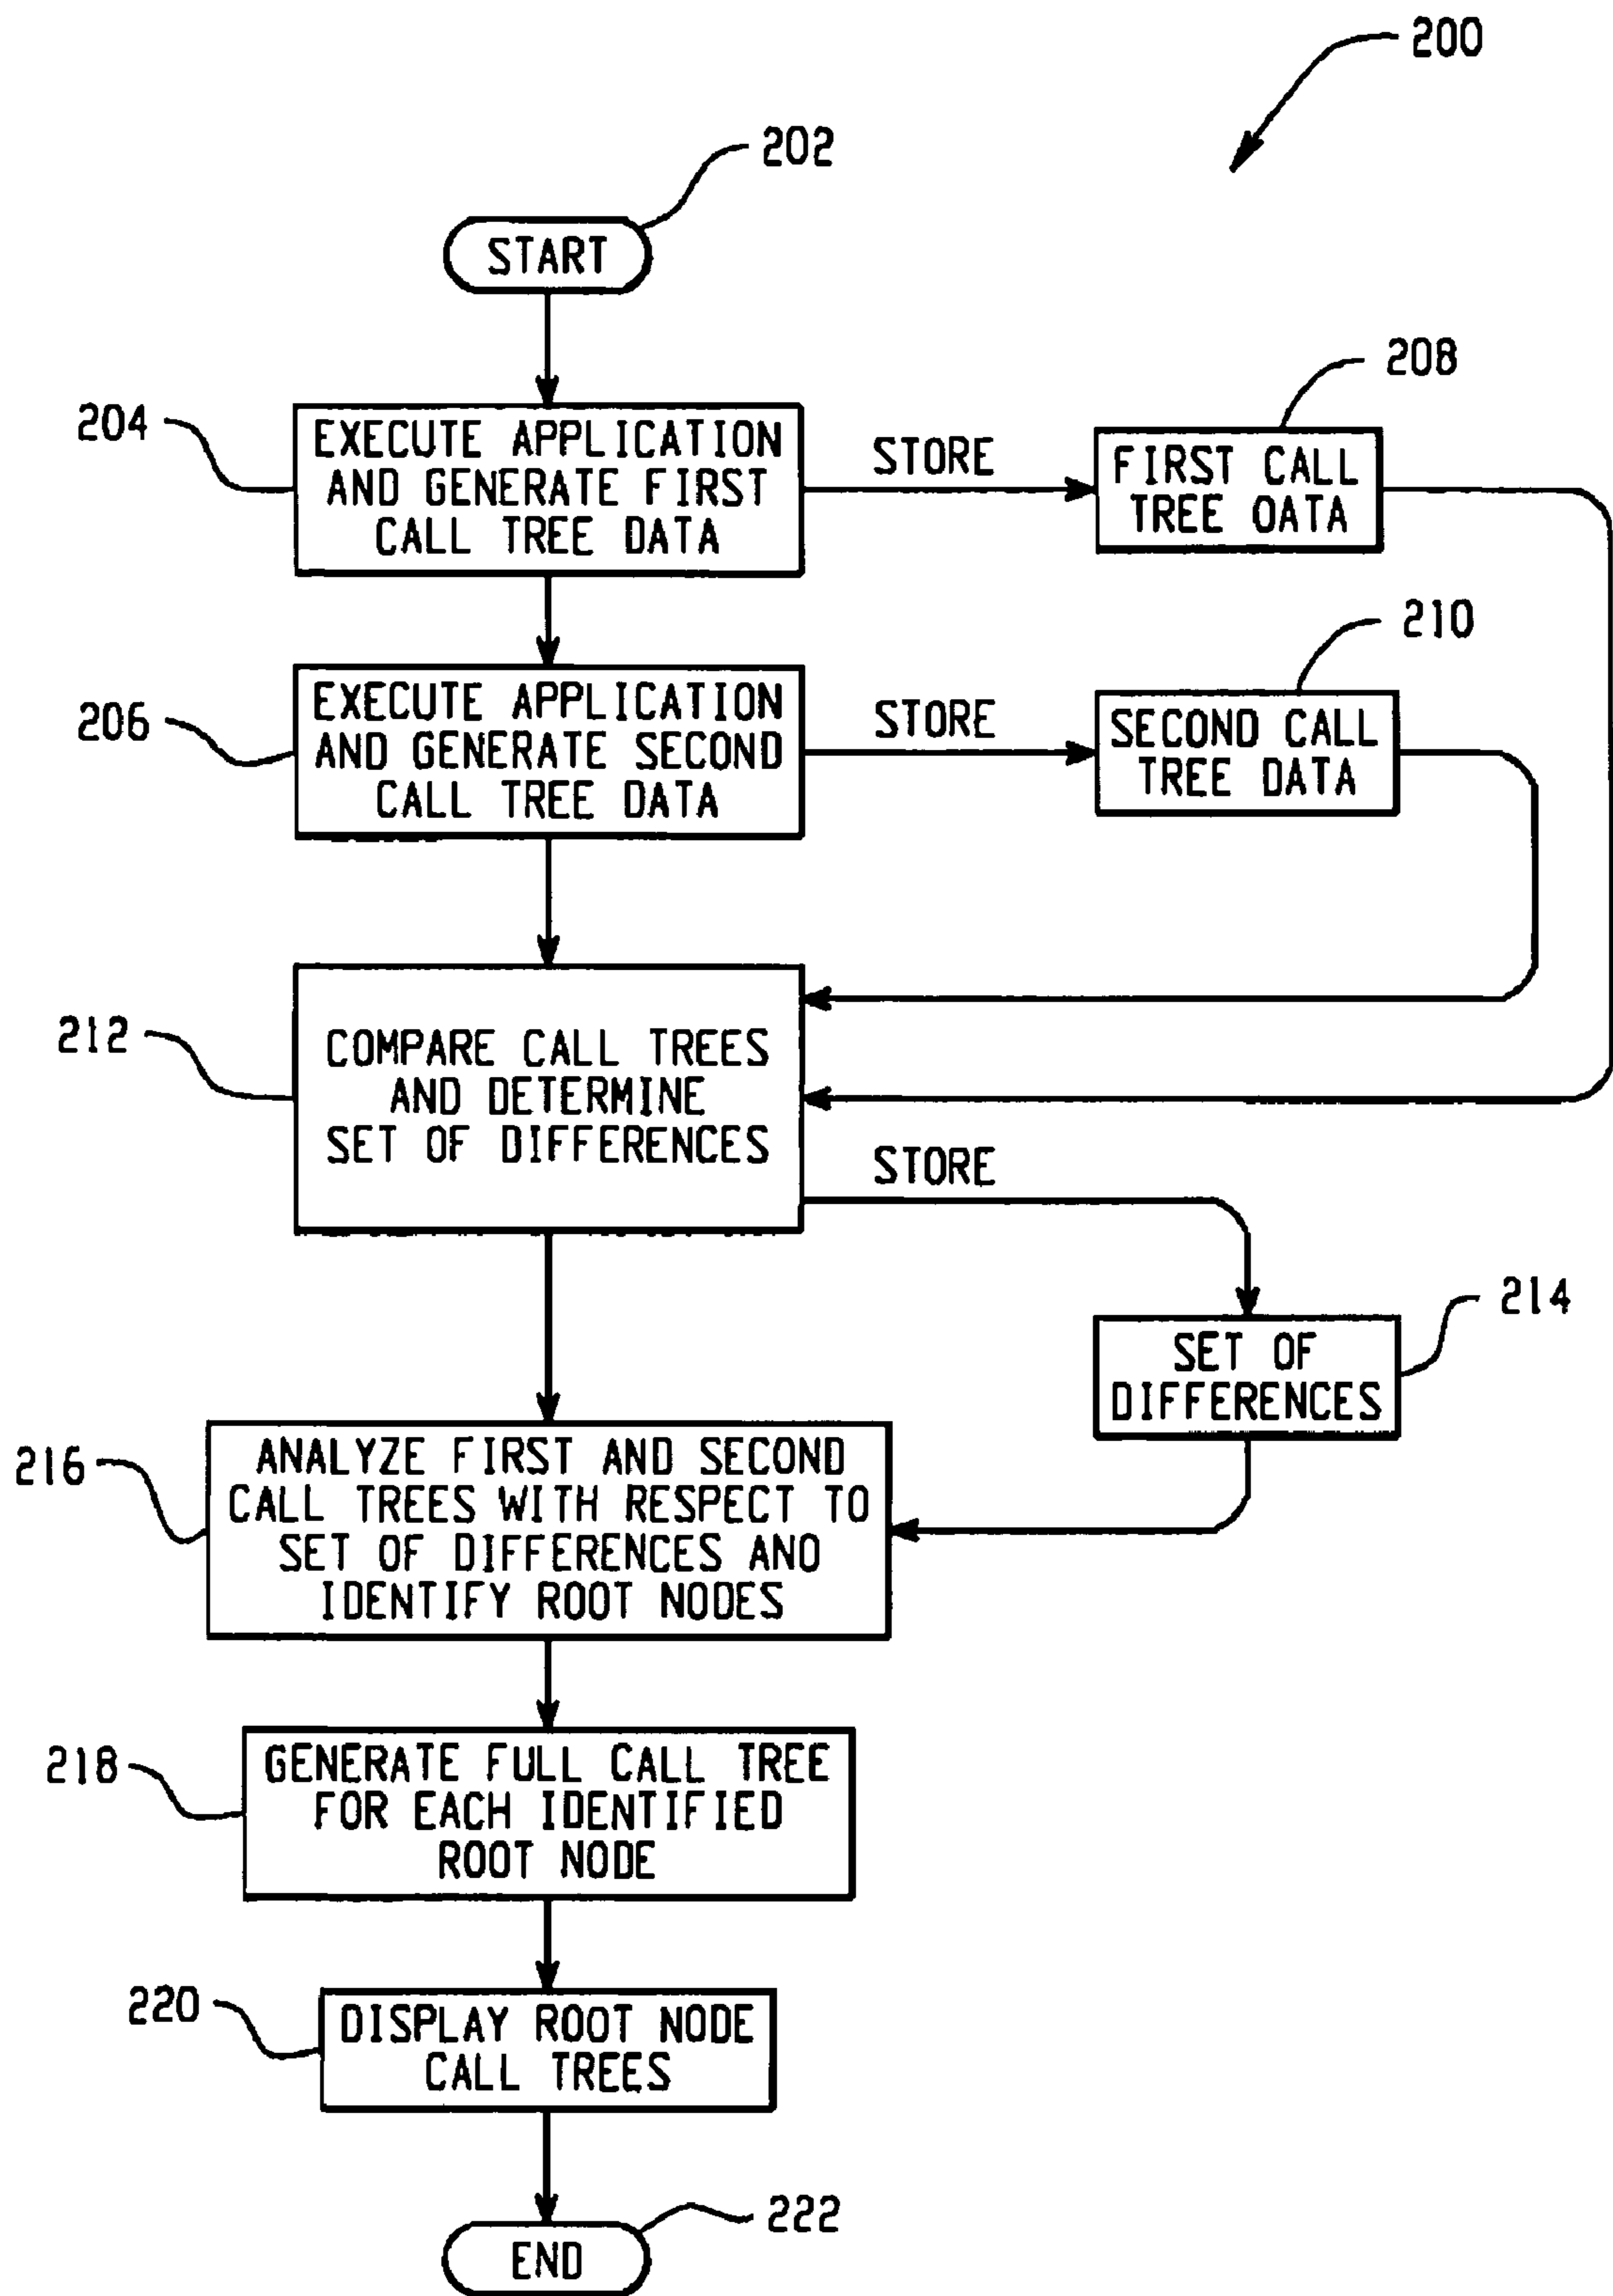 200
202
START
204
EXECUTE APPLICATION
AND GENERATE FIRST
CALL TREE DATA
STORE
208
FIRST CALL
TREE OATA
206
EXECUTE APPLICATION
AND GENERATE SECOND
CALL TREE DATA
STORE
210
SECOND CALL
TREE DATA
212
COMPARE CALL TREES
AND DETERMINE
SET OF DIFFERENCES
STORE
214
SET OF
DIFFERENCES
216
ANALYZE FIRST AND SECOND
CALL TREES WITH RESPECT TO
SET OF DIFFERENCES ANO
IDENTIFY ROOT NODES
218
GENERATE FULL CALL TREE
FOR EACH IDENTIFIED
ROOT NODE
220
DISPLAY ROOT NODE
CALL TREES
222
END